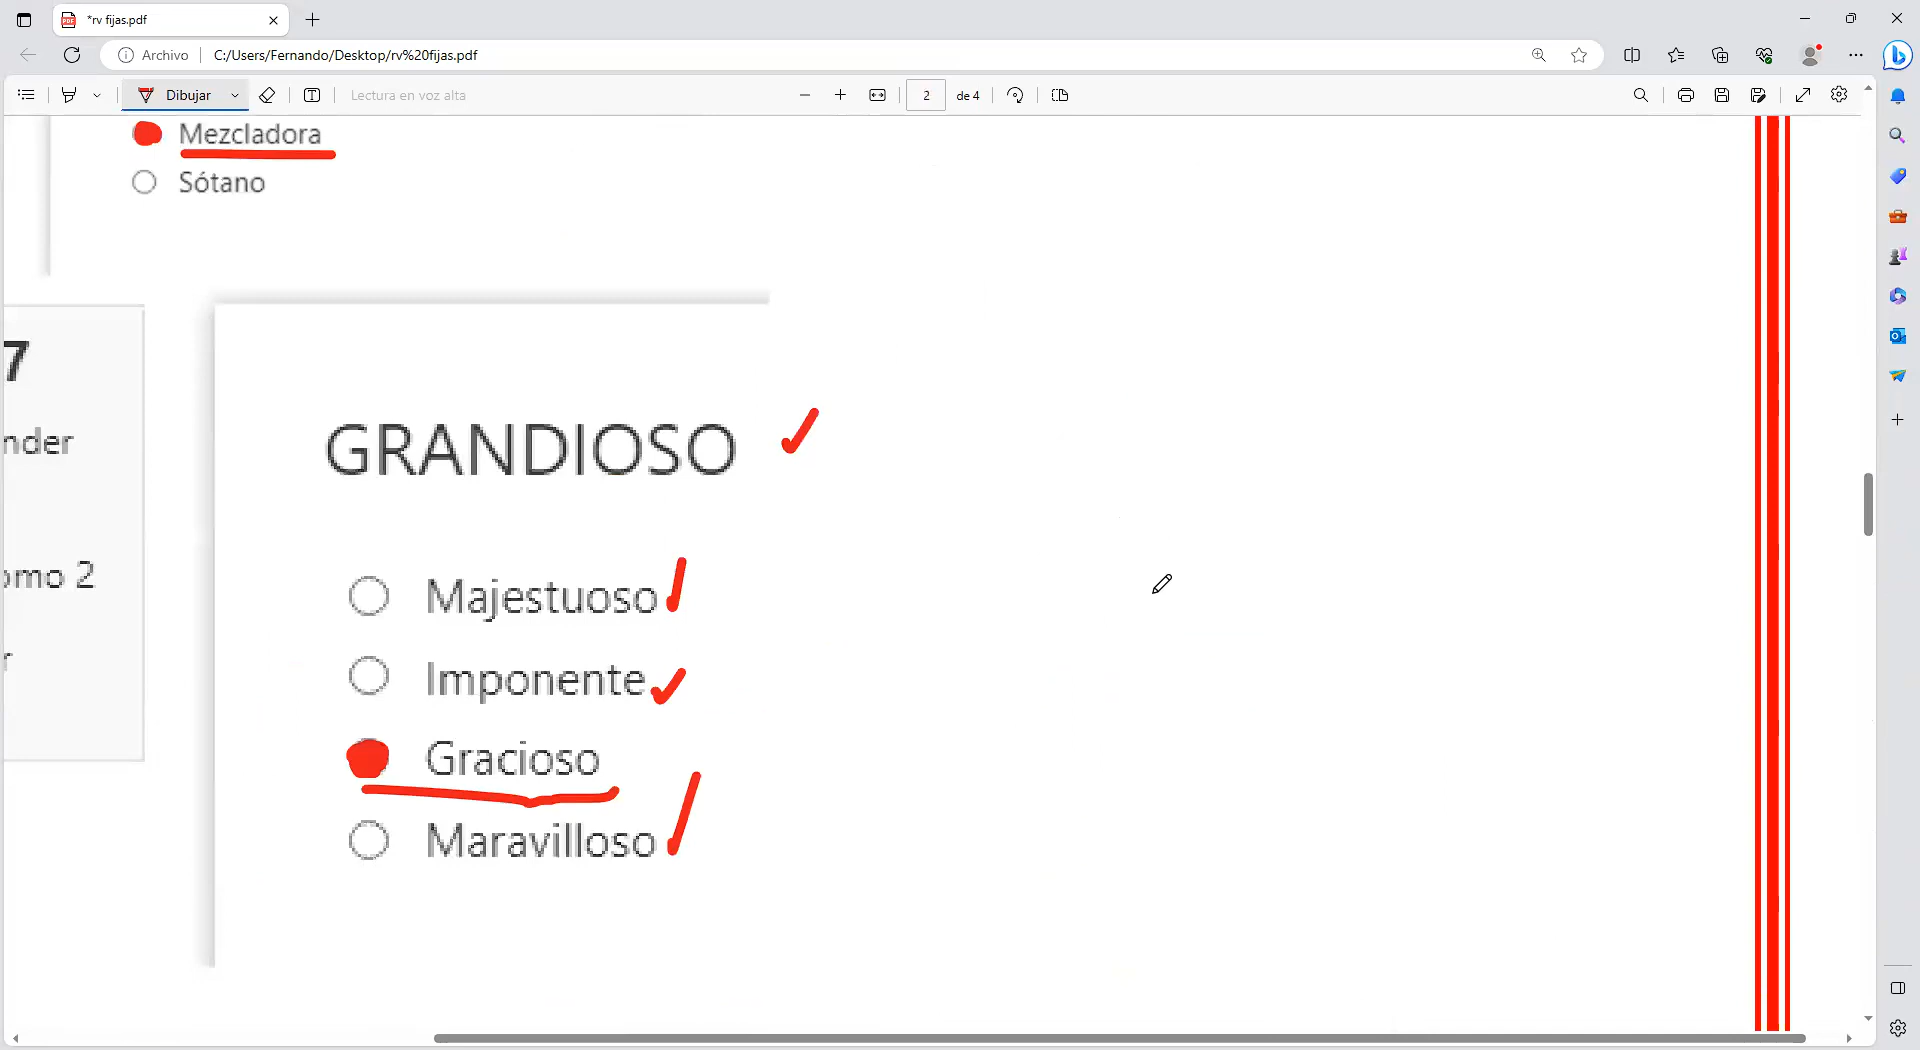 *rv fijas.pdf
Archivo
C:/Users/Fernando/Desktop/rv%20fijas.pdf
Dibujar
Lectura en voz alta
2
de 4
Mezcladora
Sótano
7
nder
omo 2
r
GRANDIOSO
Majestuoso
Imponente
Gracioso
Maravilloso